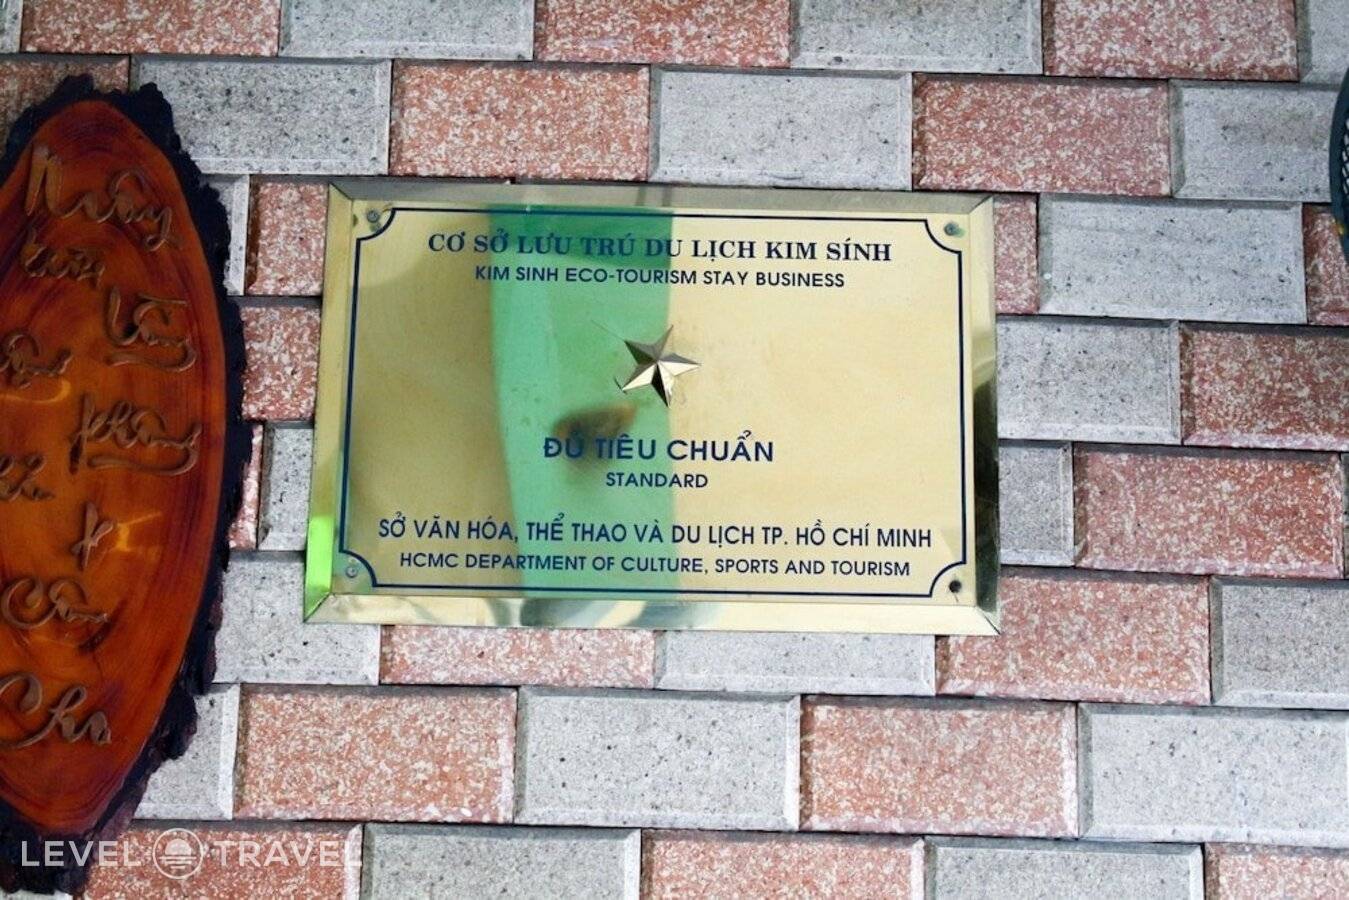 CƠ SỞ LƯU TRÚ DU LỊCH KIM SÍNH
KIM SINH ECO-TOURISM STAY BUSINESS
ĐỦ TIÊU CHUẨN
STANDARD
SỞ VĂN HÓA, THỂ THAO VÀ DU LỊCH TP. HỒ CHÍ MINH
HCMC DEPARTMENT OF CULTURE, SPORTS AND TOURISM
LEVEL TRAVEL